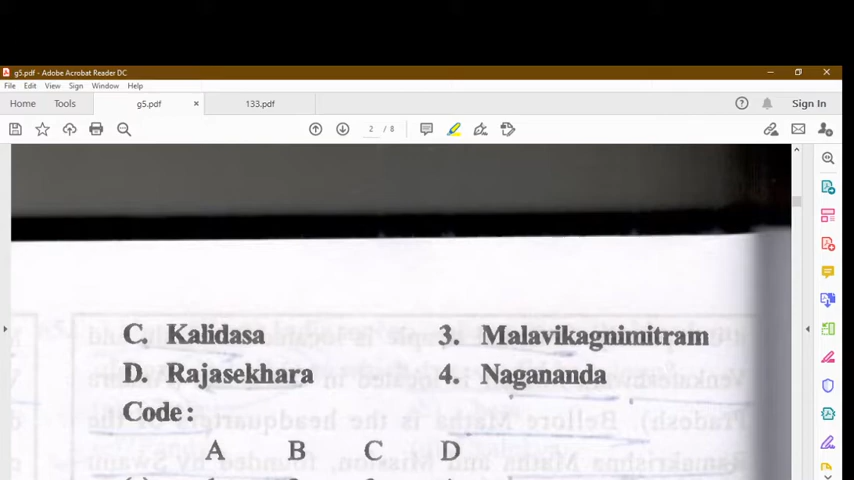 g5.pdf - Adobe Acrobat Reader DC
File Edit View Sign Window Help
Home Tools g5.pdf × 133.pdf Sign In
2 / 8
C. Kalidasa 3. Malavikagnimitram
D. Rajasekhara 4. Nagananda
Code :
A B C D